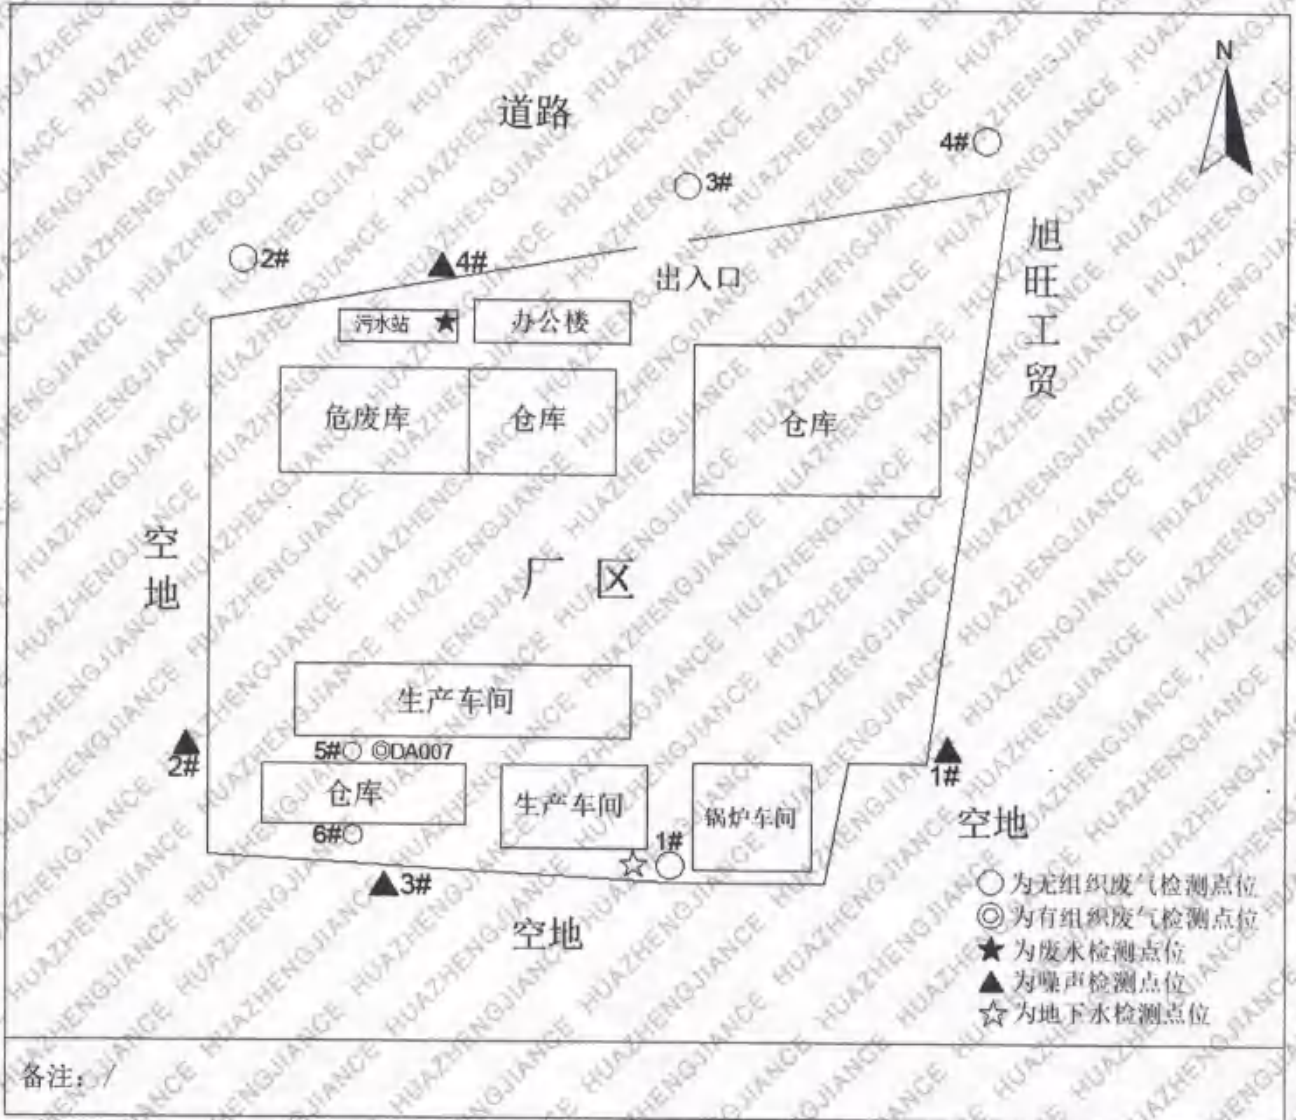 N
道路
4#
3#
旭旺工贸
2#
4#
出入口
污水站
办公楼
危废库
仓库
仓库
空地
厂 区
生产车间
5#
DA007
2#
1#
仓库
生产车间
锅炉车间
空地
6#
1#
3#
空地
○为无组织废气检测点位
◎为有组织废气检测点位
★为废水检测点位
▲为噪声检测点位
☆为地下水检测点位
备注：/
HUAZHENGJIANCE